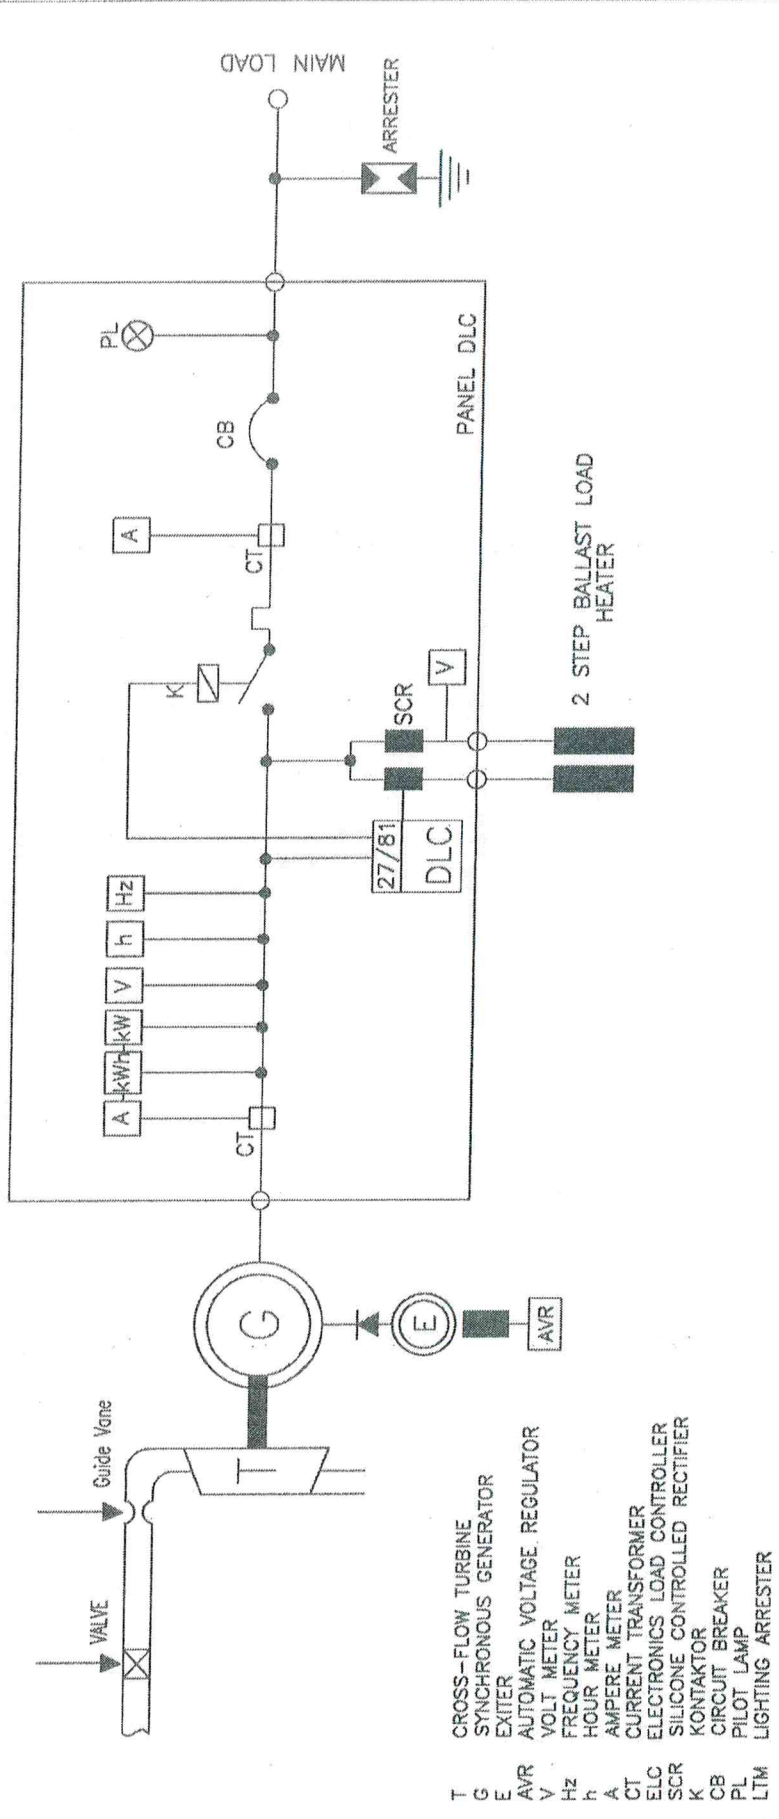 VALVE
Guide Vane
T
G
E
AVR
CT
A
kWh
kW
V
h
Hz
27/81
DLC
K
SCR
V
CT
A
CB
PL
PANEL DLC
2 STEP BALLAST LOAD
HEATER
MAIN LOAD
ARRESTER
T CROSS-FLOW TURBINE
G SYNCHRONOUS GENERATOR
E EXITER
AVR AUTOMATIC VOLTAGE REGULATOR
V VOLT METER
Hz FREQUENCY METER
h HOUR METER
A AMPERE METER
CT CURRENT TRANSFORMER
ELC ELECTRONICS LOAD CONTROLLER
SCR SILICONE CONTROLLED RECTIFIER
K KONTAKTOR
CB CIRCUIT BREAKER
PL PILOT LAMP
LTM LIGHTING ARRESTER